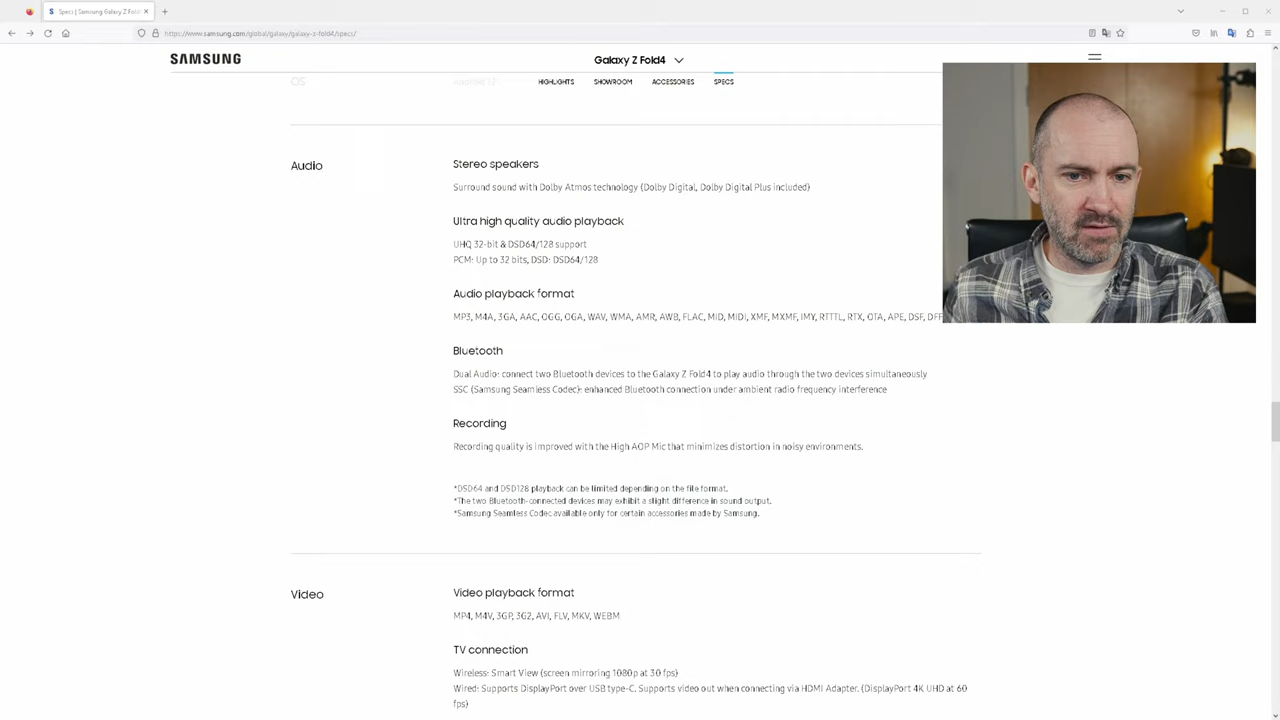 Specs | Samsung Galaxy Z Fold
https://www.samsung.com/global/galaxy/galaxy-z-fold4/specs/
SAMSUNG
Galaxy Z Fold4
OS
HIGHLIGHTS
SHOWROOM
ACCESSORIES
SPECS
Audio
Stereo speakers
Surround sound with Dolby Atmos technology (Dolby Digital, Dolby Digital Plus included)
Ultra high quality audio playback
UHQ 32-bit & DSD64/128 support
PCM: Up to 32 bits, DSD: DSD64/128
Audio playback format
MP3, M4A, 3GA, AAC, OGG, OGA, WAV, WMA, AMR, AWB, FLAC, MID, MIDI, XMF, MXMF, IMY, RTTTL, RTX, OTA, APE, DSF, DFF
Bluetooth
Dual Audio: connect two Bluetooth devices to the Galaxy Z Fold4 to play audio through the two devices simultaneously
SSC (Samsung Seamless Codec): enhanced Bluetooth connection under ambient radio frequency interference
Recording
Recording quality is improved with the High AOP Mic that minimizes distortion in noisy environments.
*DSD64 and DSD128 playback can be limited depending on the file format.
*The two Bluetooth-connected devices may exhibit a slight difference in sound output.
*Samsung Seamless Codec available only for certain accessories made by Samsung.
Video
Video playback format
MP4, M4V, 3GP, 3G2, AVI, FLV, MKV, WEBM
TV connection
Wireless: Smart View (screen mirroring 1080p at 30 fps)
Wired: Supports DisplayPort over USB type-C. Supports video out when connecting via HDMI Adapter. (DisplayPort 4K UHD at 60
fps)